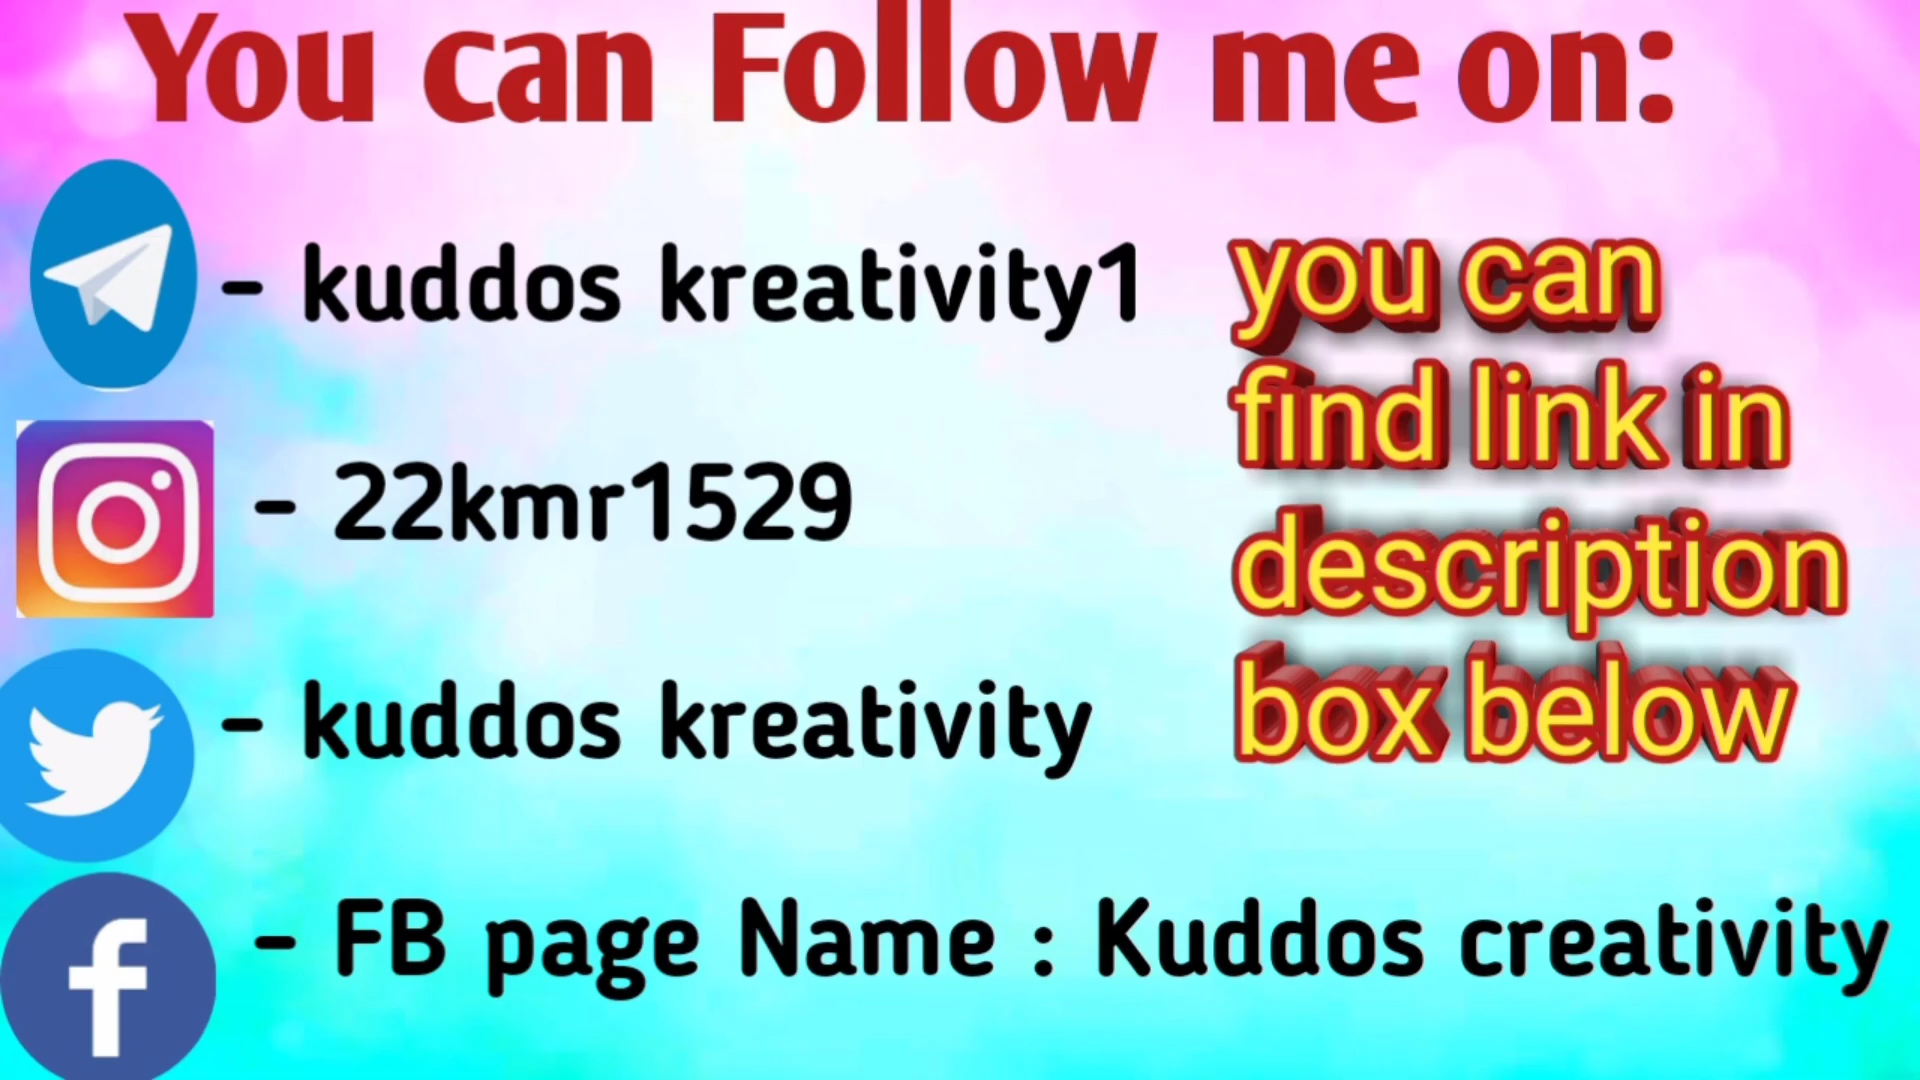 You can Follow me on:
- kuddos kreativity1
- 22kmr1529
- kuddos kreativity
- FB page Name : Kuddos creativity
you can
find link in
description
box below